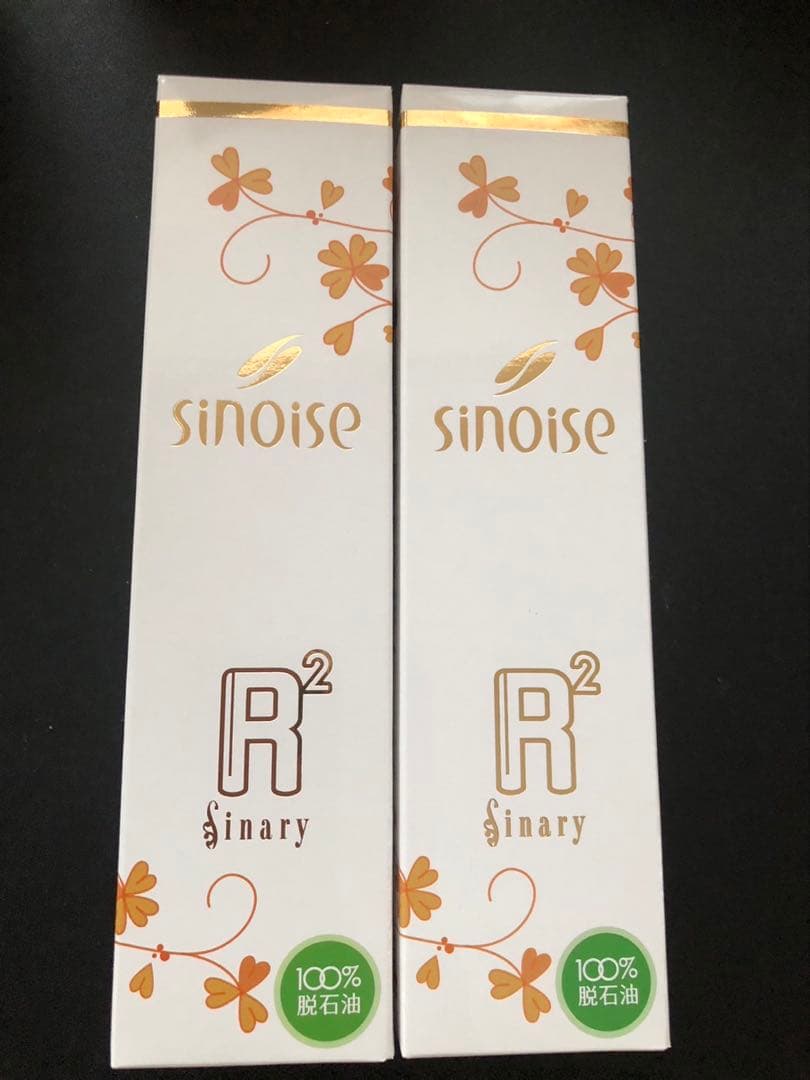 sinoise
R²
Sinary
100%
脱石油
sinoise
R²
Sinary
100%
脱石油